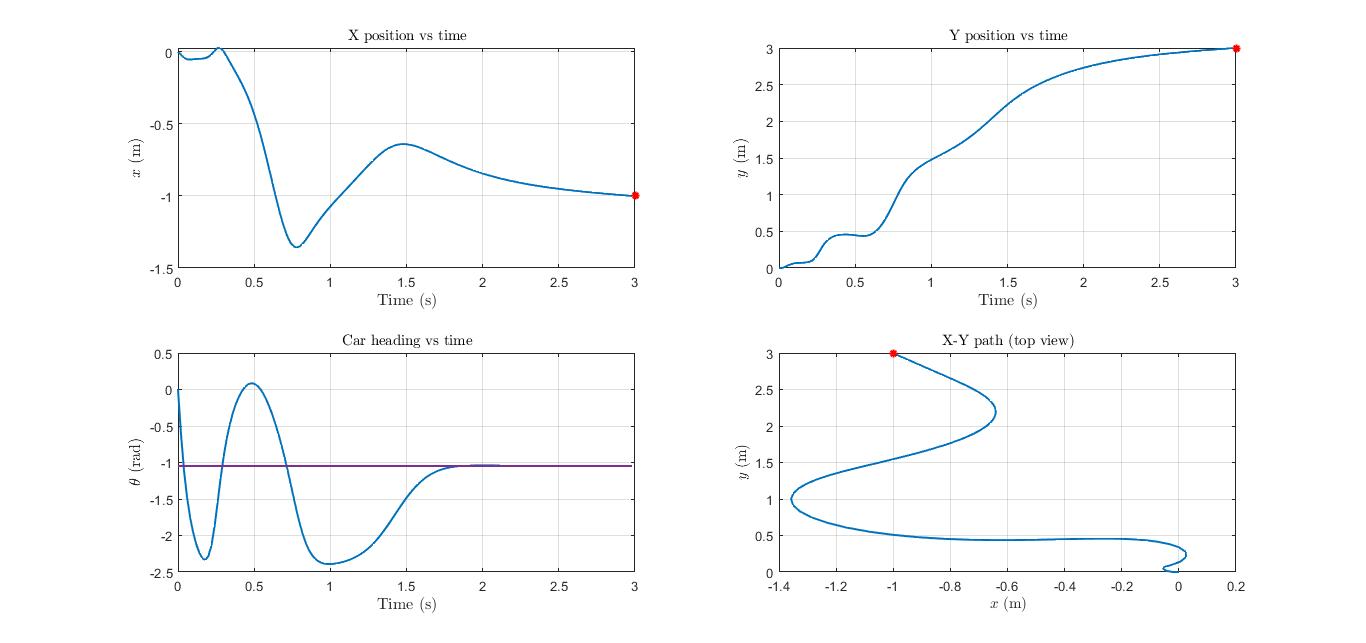 X position vs time
0
-0.5
-1
-1.5
x (m)
0 0.5 1 1.5 2 2.5 3
Time (s)
Y position vs time
3
2.5
2
1.5
1
0.5
0
y (m)
0 0.5 1 1.5 2 2.5 3
Time (s)
Car heading vs time
0.5
0
-0.5
-1
-1.5
-2
-2.5
θ (rad)
0 0.5 1 1.5 2 2.5 3
Time (s)
X-Y path (top view)
3
2.5
2
1.5
1
0.5
0
y (m)
-1.4 -1.2 -1 -0.8 -0.6 -0.4 -0.2 0 0.2
x (m)